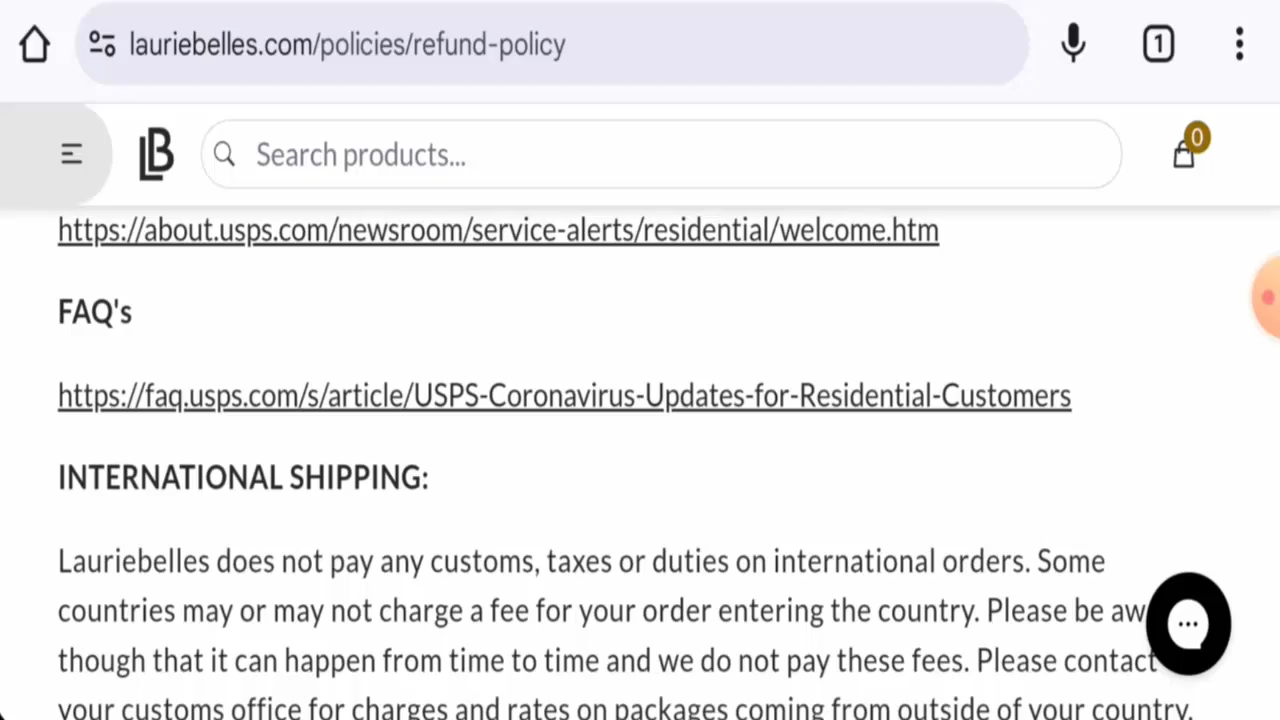 lauriebelles.com/policies/refund-policy
1
LB
Search products...
0
https://about.usps.com/newsroom/service-alerts/residential/welcome.htm
FAQ's
https://faq.usps.com/s/article/USPS-Coronavirus-Updates-for-Residential-Customers
INTERNATIONAL SHIPPING:
Lauriebelles does not pay any customs, taxes or duties on international orders. Some
countries may or may not charge a fee for your order entering the country. Please be aw
though that it can happen from time to time and we do not pay these fees. Please contact
your customs office for charges and rates on packages coming from outside of your country.